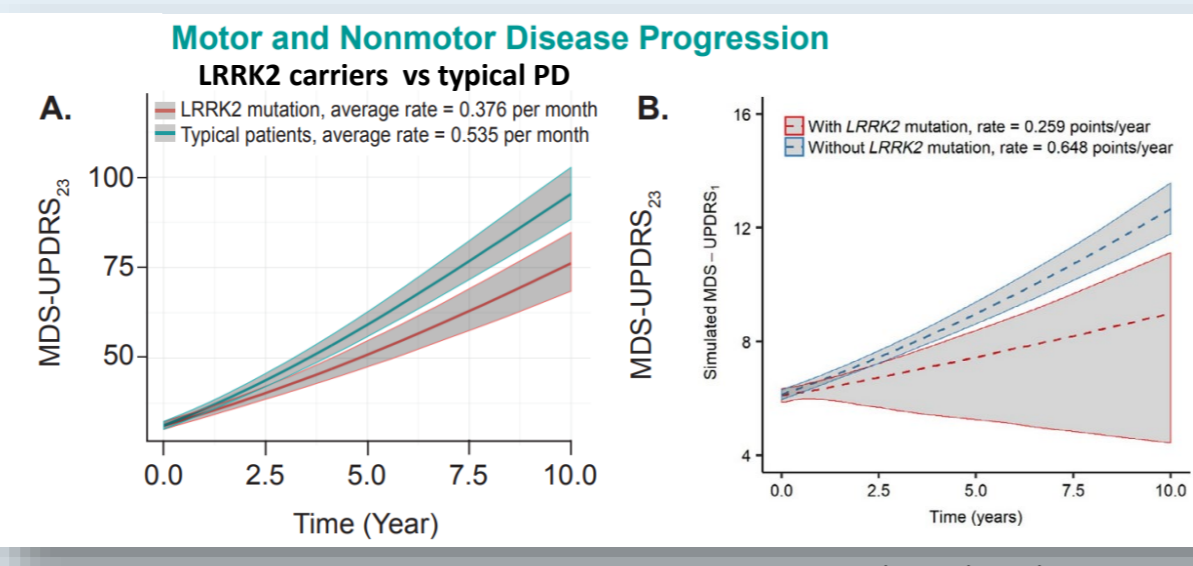 Motor and Nonmotor Disease Progression
LRRK2 carriers vs typical PD
A.
LRRK2 mutation, average rate = 0.376 per month
Typical patients, average rate = 0.535 per month
MDS-UPDRS23
100
75
50
0.0 2.5 5.0 7.5 10.0
Time (Year)
B.
With LRRK2 mutation, rate = 0.259 points/year
Without LRRK2 mutation, rate = 0.648 points/year
MDS-UPDRS23
Simulated MDS – UPDRS1
16
12
8
4
0.0 2.5 5.0 7.5 10.0
Time (years)